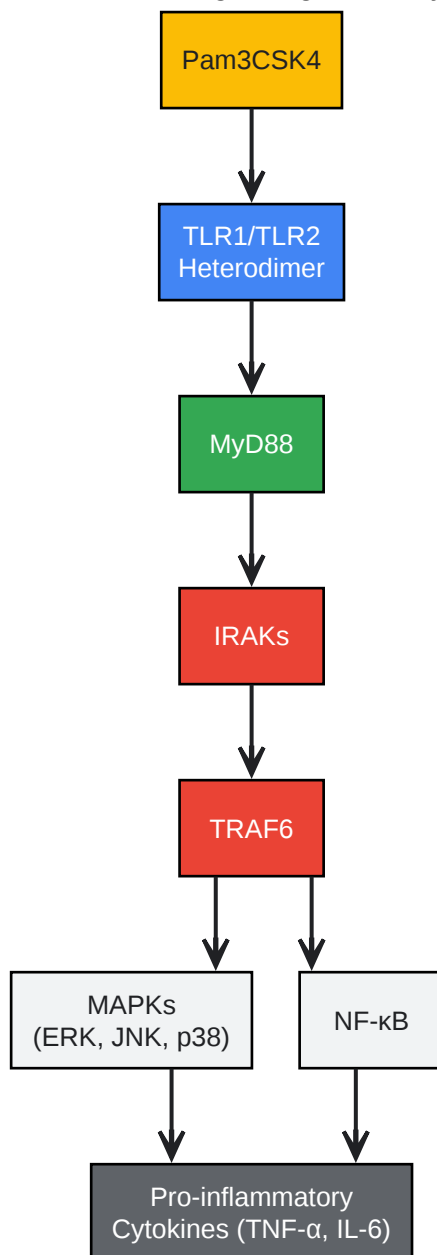 Pam3CSK4
TLR1/TLR2
Heterodimer
MyD88
IRAKs
TRAF6
MAPKs
(ERK, JNK, p38)
NF-κB
Pro-inflammatory
Cytokines (TNF-α, IL-6)